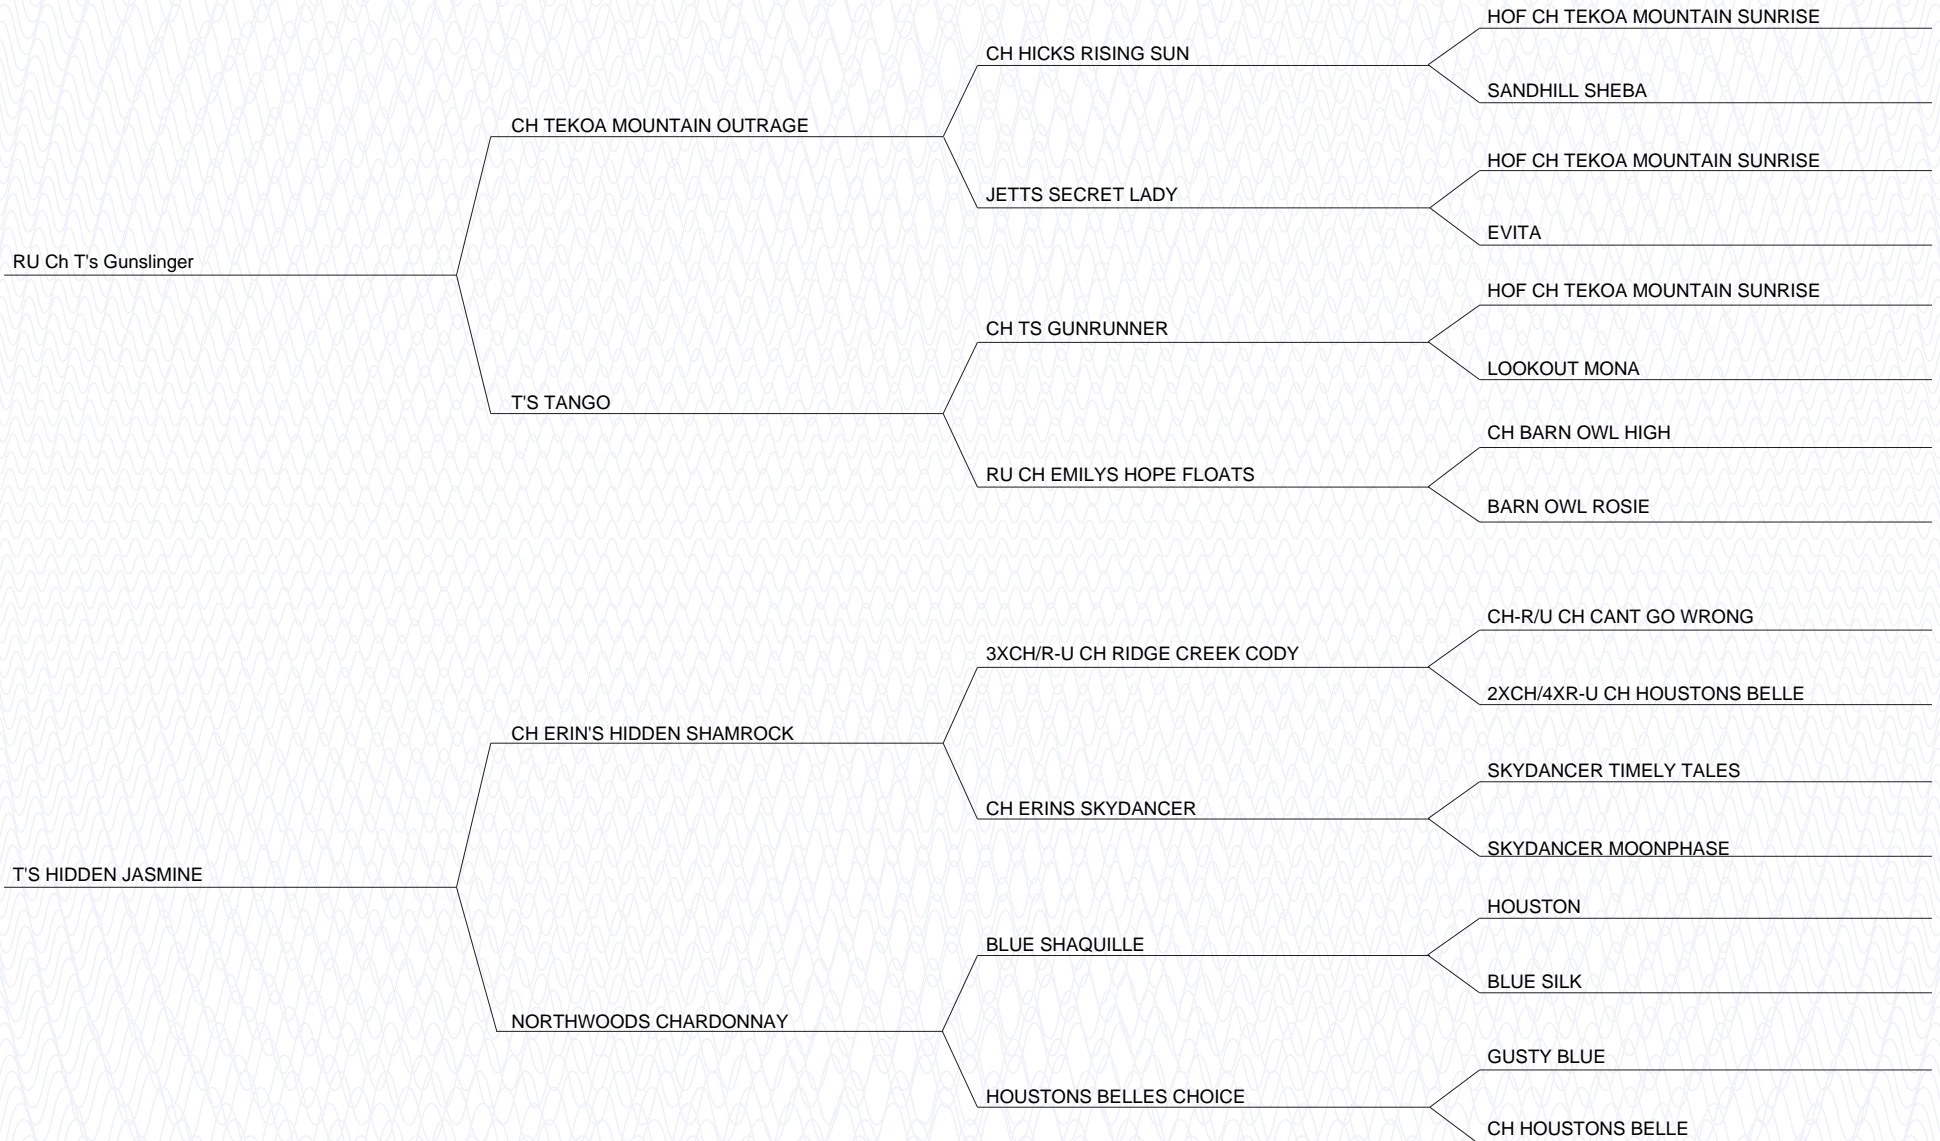 HOF CH TEKOA MOUNTAIN SUNRISE
CH HICKS RISING SUN
SANDHILL SHEBA
CH TEKOA MOUNTAIN OUTRAGE
HOF CH TEKOA MOUNTAIN SUNRISE
JETTS SECRET LADY
EVITA
RU Ch T's Gunslinger
HOF CH TEKOA MOUNTAIN SUNRISE
CH TS GUNRUNNER
LOOKOUT MONA
T'S TANGO
CH BARN OWL HIGH
RU CH EMILYS HOPE FLOATS
BARN OWL ROSIE
CH-R/U CH CANT GO WRONG
3XCH/R-U CH RIDGE CREEK CODY
2XCH/4XR-U CH HOUSTONS BELLE
CH ERIN'S HIDDEN SHAMROCK
SKYDANCER TIMELY TALES
CH ERINS SKYDANCER
SKYDANCER MOONPHASE
T'S HIDDEN JASMINE
HOUSTON
BLUE SHAQUILLE
BLUE SILK
NORTHWOODS CHARDONNAY
GUSTY BLUE
HOUSTONS BELLES CHOICE
CH HOUSTONS BELLE